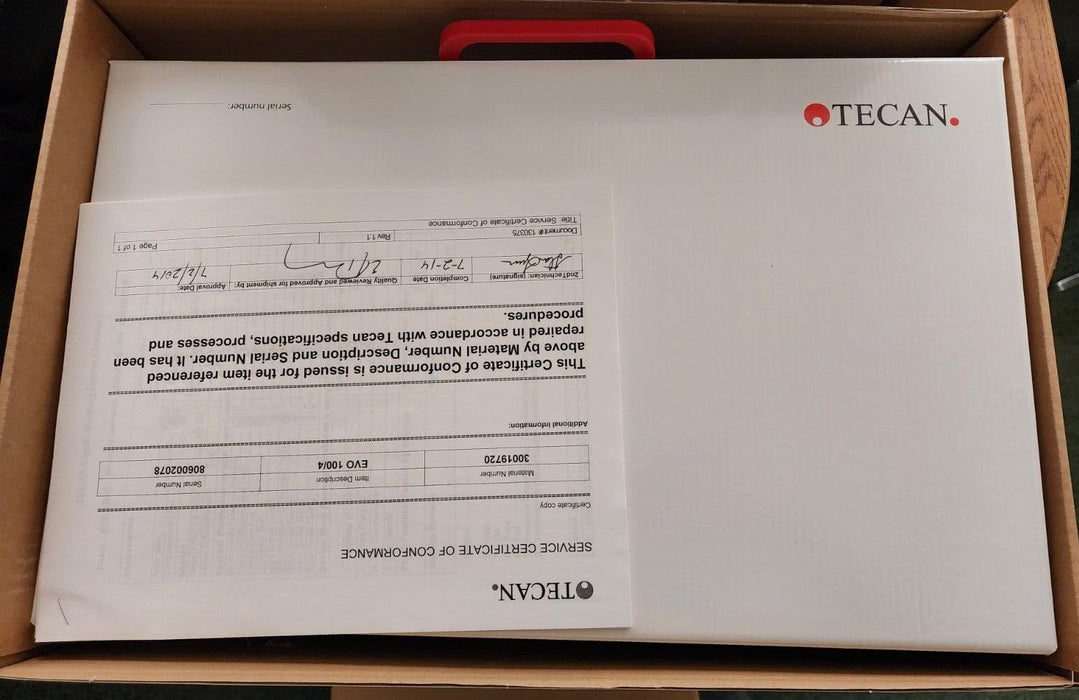 TECAN.
Serial number:
TECAN.
SERVICE CERTIFICATE OF CONFORMANCE
Certificate copy
Material Number Item Description Serial Number
30019720 EVO 100/4 806002078
Additional Information:
This Certificate of Conformance is issued for the item referenced
above by Material Number, Description and Serial Number. It has been
repaired in accordance with Tecan specifications, processes and
procedures.
2ndTechnician: (signature) Completion Date Quality Reviewed and Approved for shipment by: Approval Date:
7-2-14 7/2/2014
Document# 130375 Rev 1.1 Page 1 of 1
Title: Service Certificate of Conformance